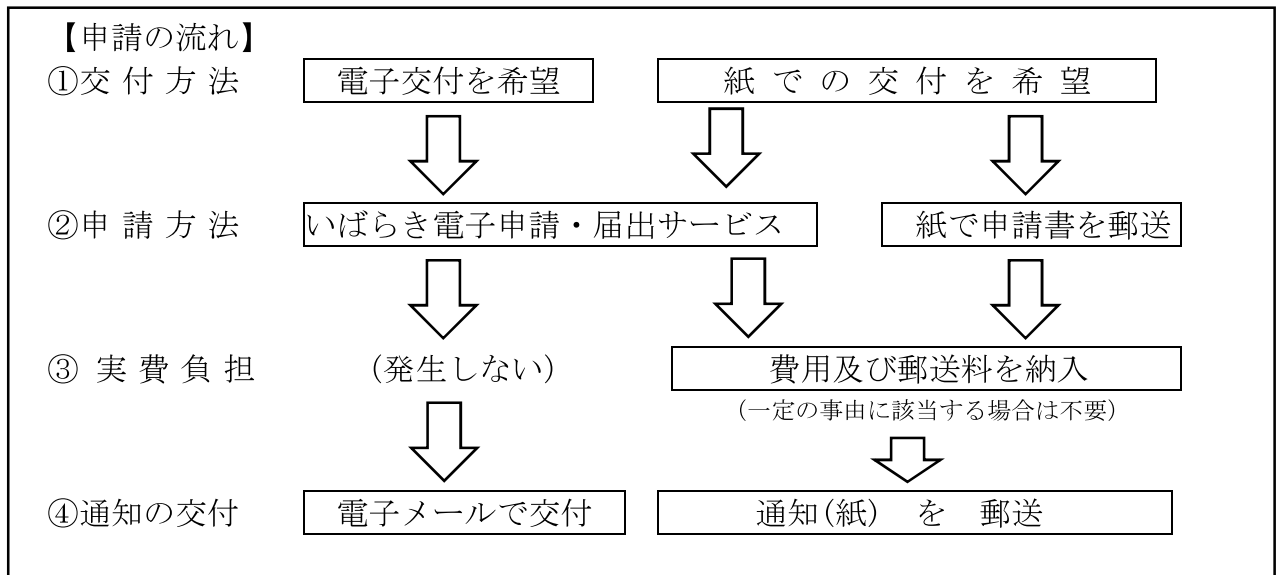 【申請の流れ】
①交付方法 電子交付を希望 紙での交付を希望
②申請方法 いばらき電子申請・届出サービス 紙で申請書を郵送
③ 実費負担 (発生しない) 費用及び郵送料を納入
(一定の事由に該当する場合は不要)
④通知の交付 電子メールで交付 通知(紙) を 郵送